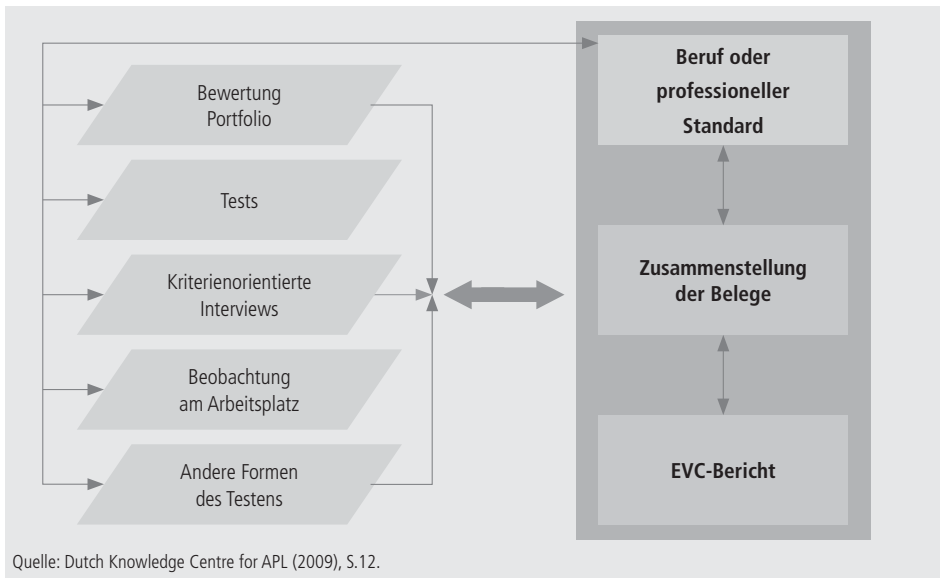 Bewertung
Portfolio
Tests
Kriterienorientierte
Interviews
Beobachtung
am Arbeitsplatz
Andere Formen
des Testens
Beruf oder
professioneller
Standard
Zusammenstellung
der Belege
EVC-Bericht
Quelle: Dutch Knowledge Centre for APL (2009), S.12.